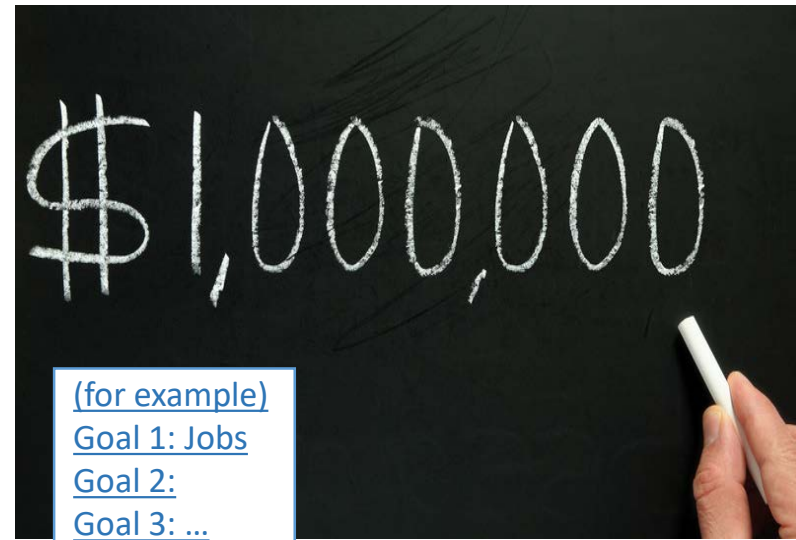 $1,000,000
(for example)
Goal 1: Jobs
Goal 2:
Goal 3: ...